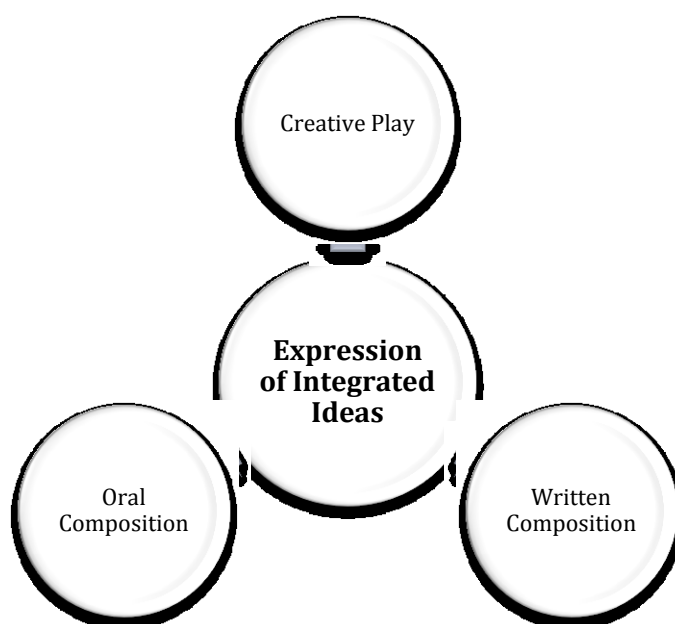 Creative Play
Expression
of Integrated
Ideas
Oral
Composition
Written
Composition